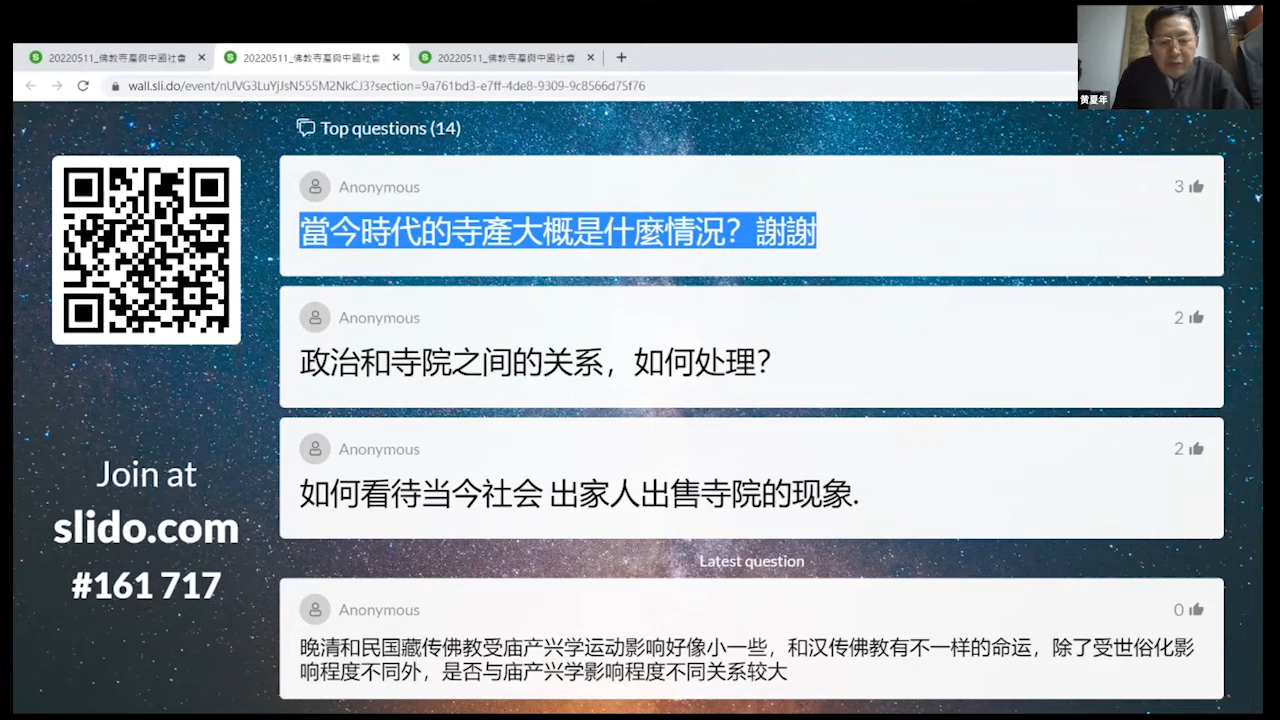 20220511_佛教寺產與中國社會
20220511_佛教寺產與中國社會
20220511_佛教寺產與中國社會
wall.sli.do/event/nUVG3LuYjJsN555M2NkCJ3?section=9a761bd3-e7ff-4de8-9309-9c8566d75f76
黄夏年
Top questions (14)
Anonymous
3
當今時代的寺產大概是什麼情況？謝謝
Anonymous
2
政治和寺院之间的关系，如何处理？
Anonymous
2
如何看待当今社会 出家人出售寺院的现象.
Join at
slido.com
#161 717
Latest question
Anonymous
0
晚清和民国藏传佛教受庙产兴学运动影响好像小一些，和汉传佛教有不一样的命运，除了受世俗化影
响程度不同外，是否与庙产兴学影响程度不同关系较大